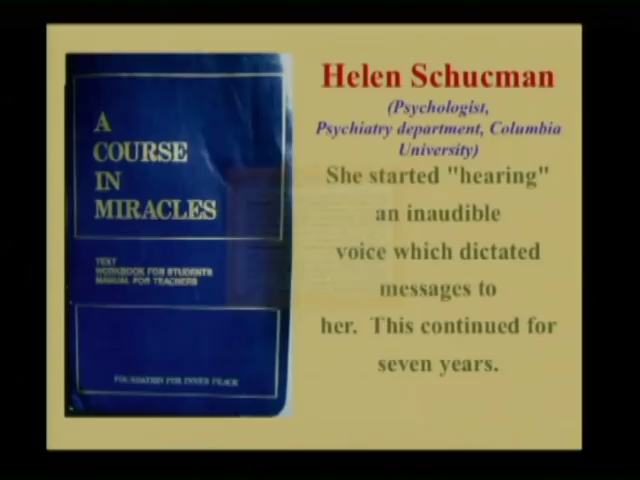 A
COURSE
IN
MIRACLES
TEXT
WORKBOOK FOR STUDENTS
MANUAL FOR TEACHERS
FOUNDATION FOR INNER PEACE
Helen Schucman
(Psychologist,
Psychiatry department, Columbia
University)
She started "hearing"
an inaudible
voice which dictated
messages to
her. This continued for
seven years.